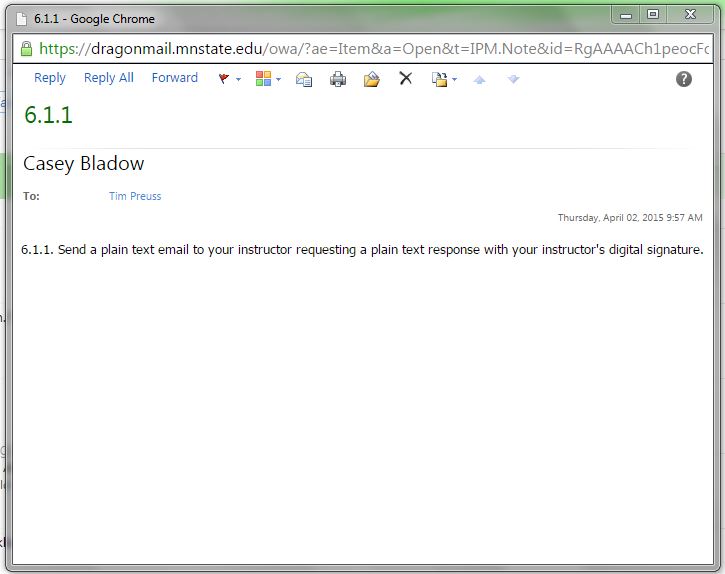 6.1.1 - Google Chrome
https://dragonmail.mnstate.edu/owa/?ae=Item&a=Open&t=IPM.Note&id=RgAAAACh1peocFc
Reply Reply All Forward
6.1.1
Casey Bladow
To: Tim Preuss
Thursday, April 02, 2015 9:57 AM
6.1.1. Send a plain text email to your instructor requesting a plain text response with your instructor's digital signature.